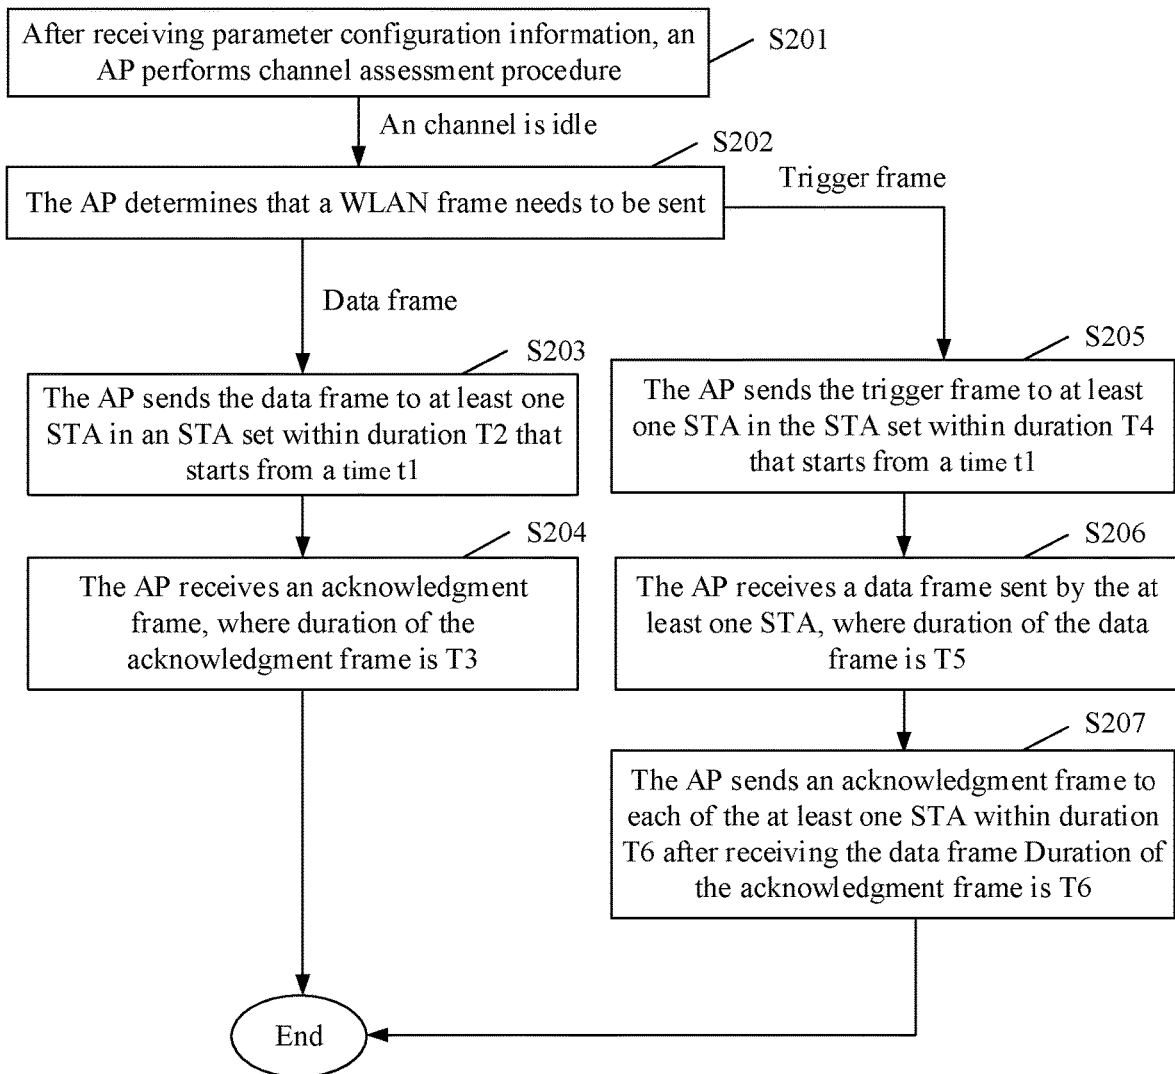 After receiving parameter configuration information, an
AP performs channel assessment procedure
S201
An channel is idle
S202
The AP determines that a WLAN frame needs to be sent
Trigger frame
Data frame
S203
The AP sends the data frame to at least one
STA in an STA set within duration T2 that
starts from a time t1
S204
The AP receives an acknowledgment
frame, where duration of the
acknowledgment frame is T3
S205
The AP sends the trigger frame to at least
one STA in the STA set within duration T4
that starts from a time t1
S206
The AP receives a data frame sent by the at
least one STA, where duration of the data
frame is T5
S207
The AP sends an acknowledgment frame to
each of the at least one STA within duration
T6 after receiving the data frame Duration of
the acknowledgment frame is T6
End